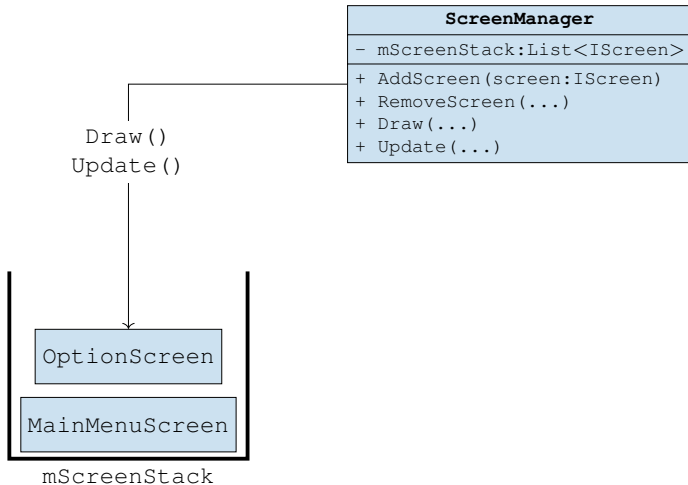 ScreenManager
- mScreenStack:List<IScreen>
+ AddScreen(screen:IScreen)
+ RemoveScreen(...)
+ Draw(...)
+ Update(...)
Draw()
Update()
OptionScreen
MainMenuScreen
mScreenStack